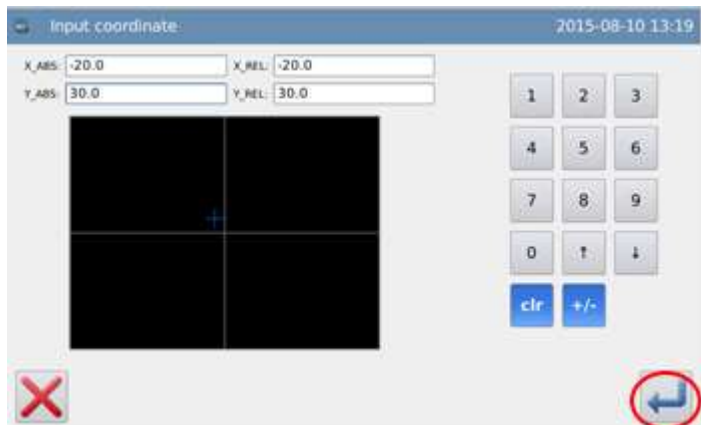 Input coordinate 2015-08-10 13:19
X_ABS: -20.0 X_REL: -20.0
Y_ABS: 30.0 Y_REL: 30.0
1 2 3
4 5 6
7 8 9
0 ↑ ↓
clr +/-